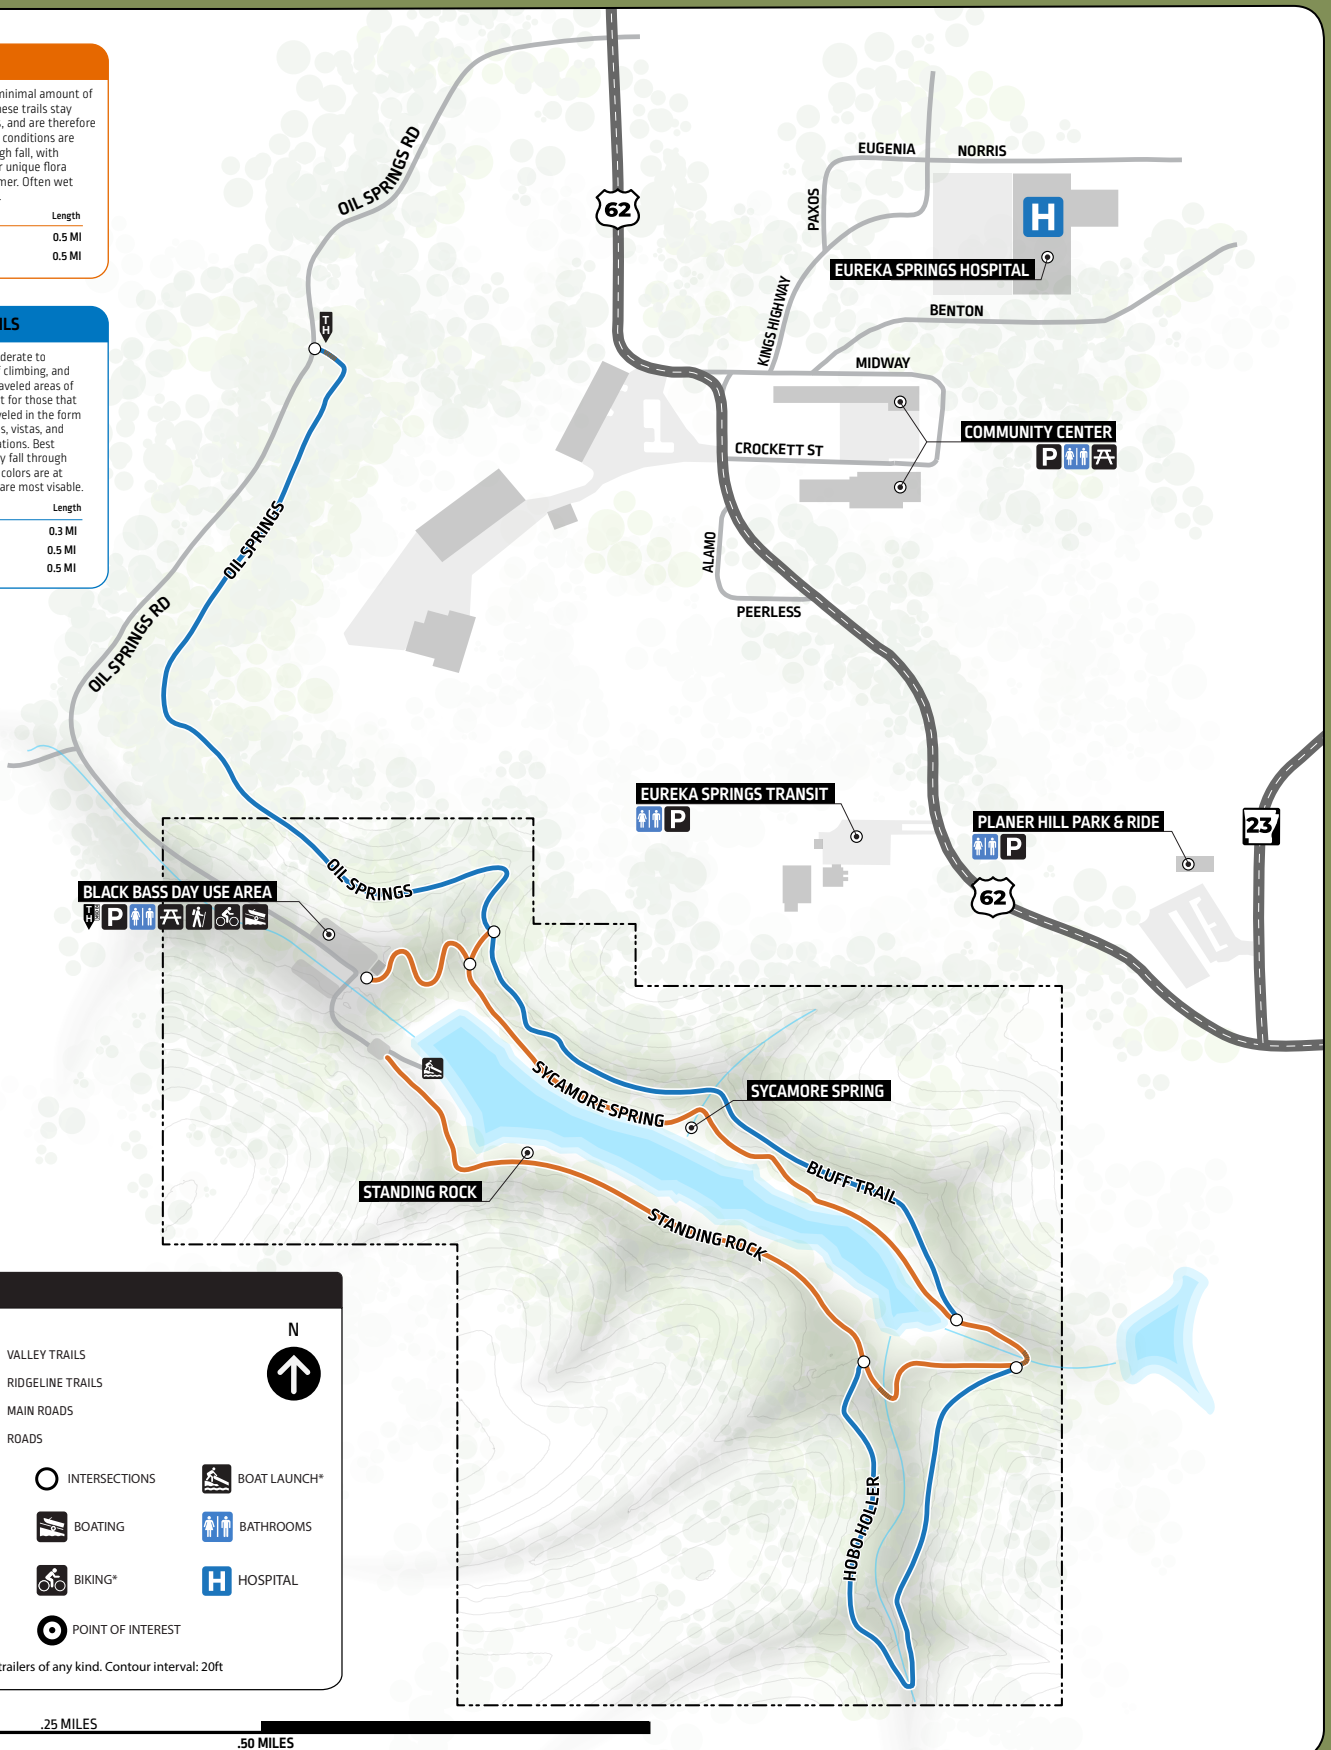 minimal amount of
hese trails stay
s, and are therefore
conditions are
gh fall, with
r unique flora
mer. Often wet
Length
0.5 MI
0.5 MI
ILS
derate to
f climbing, and
aveled areas of
t for those that
veled in the form
s, vistas, and
ations. Best
y fall through
colors are at
are most visable.
Length
0.3 MI
0.5 MI
0.5 MI
OIL SPRINGS RD
62
EUGENIA
NORRIS
PAXOS
H
EUREKA SPRINGS HOSPITAL
KINGS HIGHWAY
BENTON
TH
MIDWAY
COMMUNITY CENTER
P
CROCKETT ST
OIL SPRINGS
ALAMO
PEERLESS
OIL SPRINGS RD
EUREKA SPRINGS TRANSIT
P
PLANER HILL PARK & RIDE
P
23
62
OIL SPRINGS
BLACK BASS DAY USE AREA
TH P
SYCAMORE SPRING
SYCAMORE SPRING
BLUFF TRAIL
STANDING ROCK
STANDING ROCK
HOBO HOLLER
N
VALLEY TRAILS
RIDGELINE TRAILS
MAIN ROADS
ROADS
INTERSECTIONS
BOAT LAUNCH*
BOATING
BATHROOMS
BIKING*
H HOSPITAL
POINT OF INTEREST
trailers of any kind. Contour interval: 20ft
.25 MILES
.50 MILES